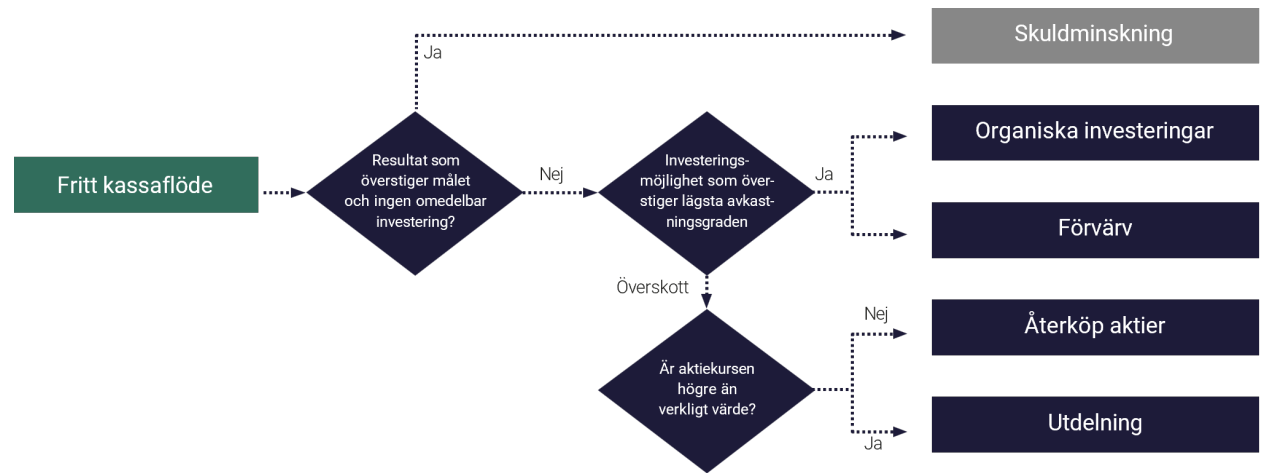 Skuldminskning
Ja
Organiska investeringar
Fritt kassaflöde
Resultat som
överstiger målet
och ingen omedelbar
investering?
Nej
Investerings-
möjlighet som över-
stiger lägsta avkast-
ningsgraden
Ja
Förvärv
Överskott
Är aktiekursen
högre än
verkligt värde?
Nej
Återköp aktier
Ja
Utdelning